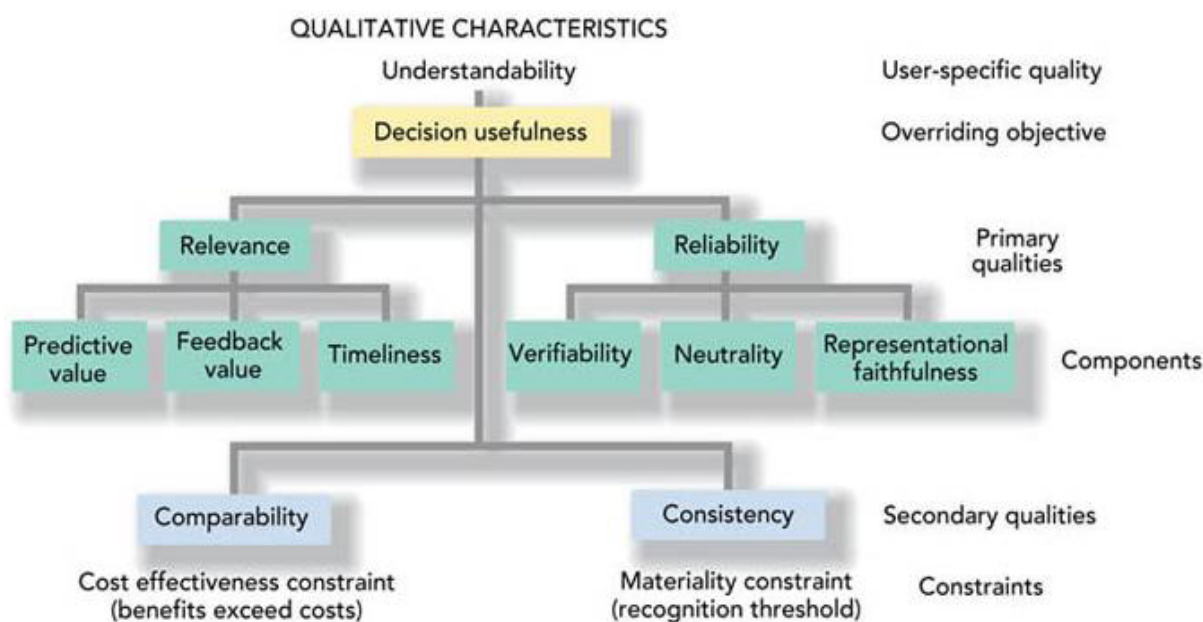 QUALITATIVE CHARACTERISTICS
Understandability
User-specific quality
Decision usefulness
Overriding objective
Relevance
Reliability
Primary
qualities
Predictive
value
Feedback
value
Timeliness
Verifiability
Neutrality
Representational
faithfulness
Components
Comparability
Consistency
Secondary qualities
Cost effectiveness constraint
(benefits exceed costs)
Materiality constraint
(recognition threshold)
Constraints